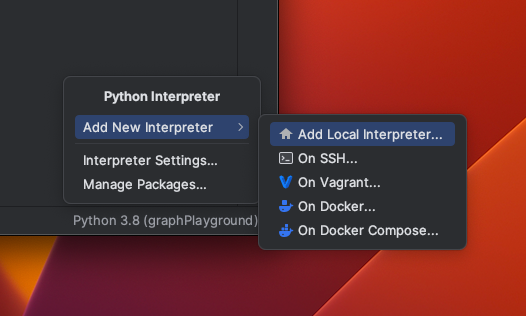 Python Interpreter
Add New Interpreter
Interpreter Settings...
Manage Packages...
Add Local Interpreter...
On SSH...
On Vagrant...
On Docker...
On Docker Compose...
Python 3.8 (graphPlayground)